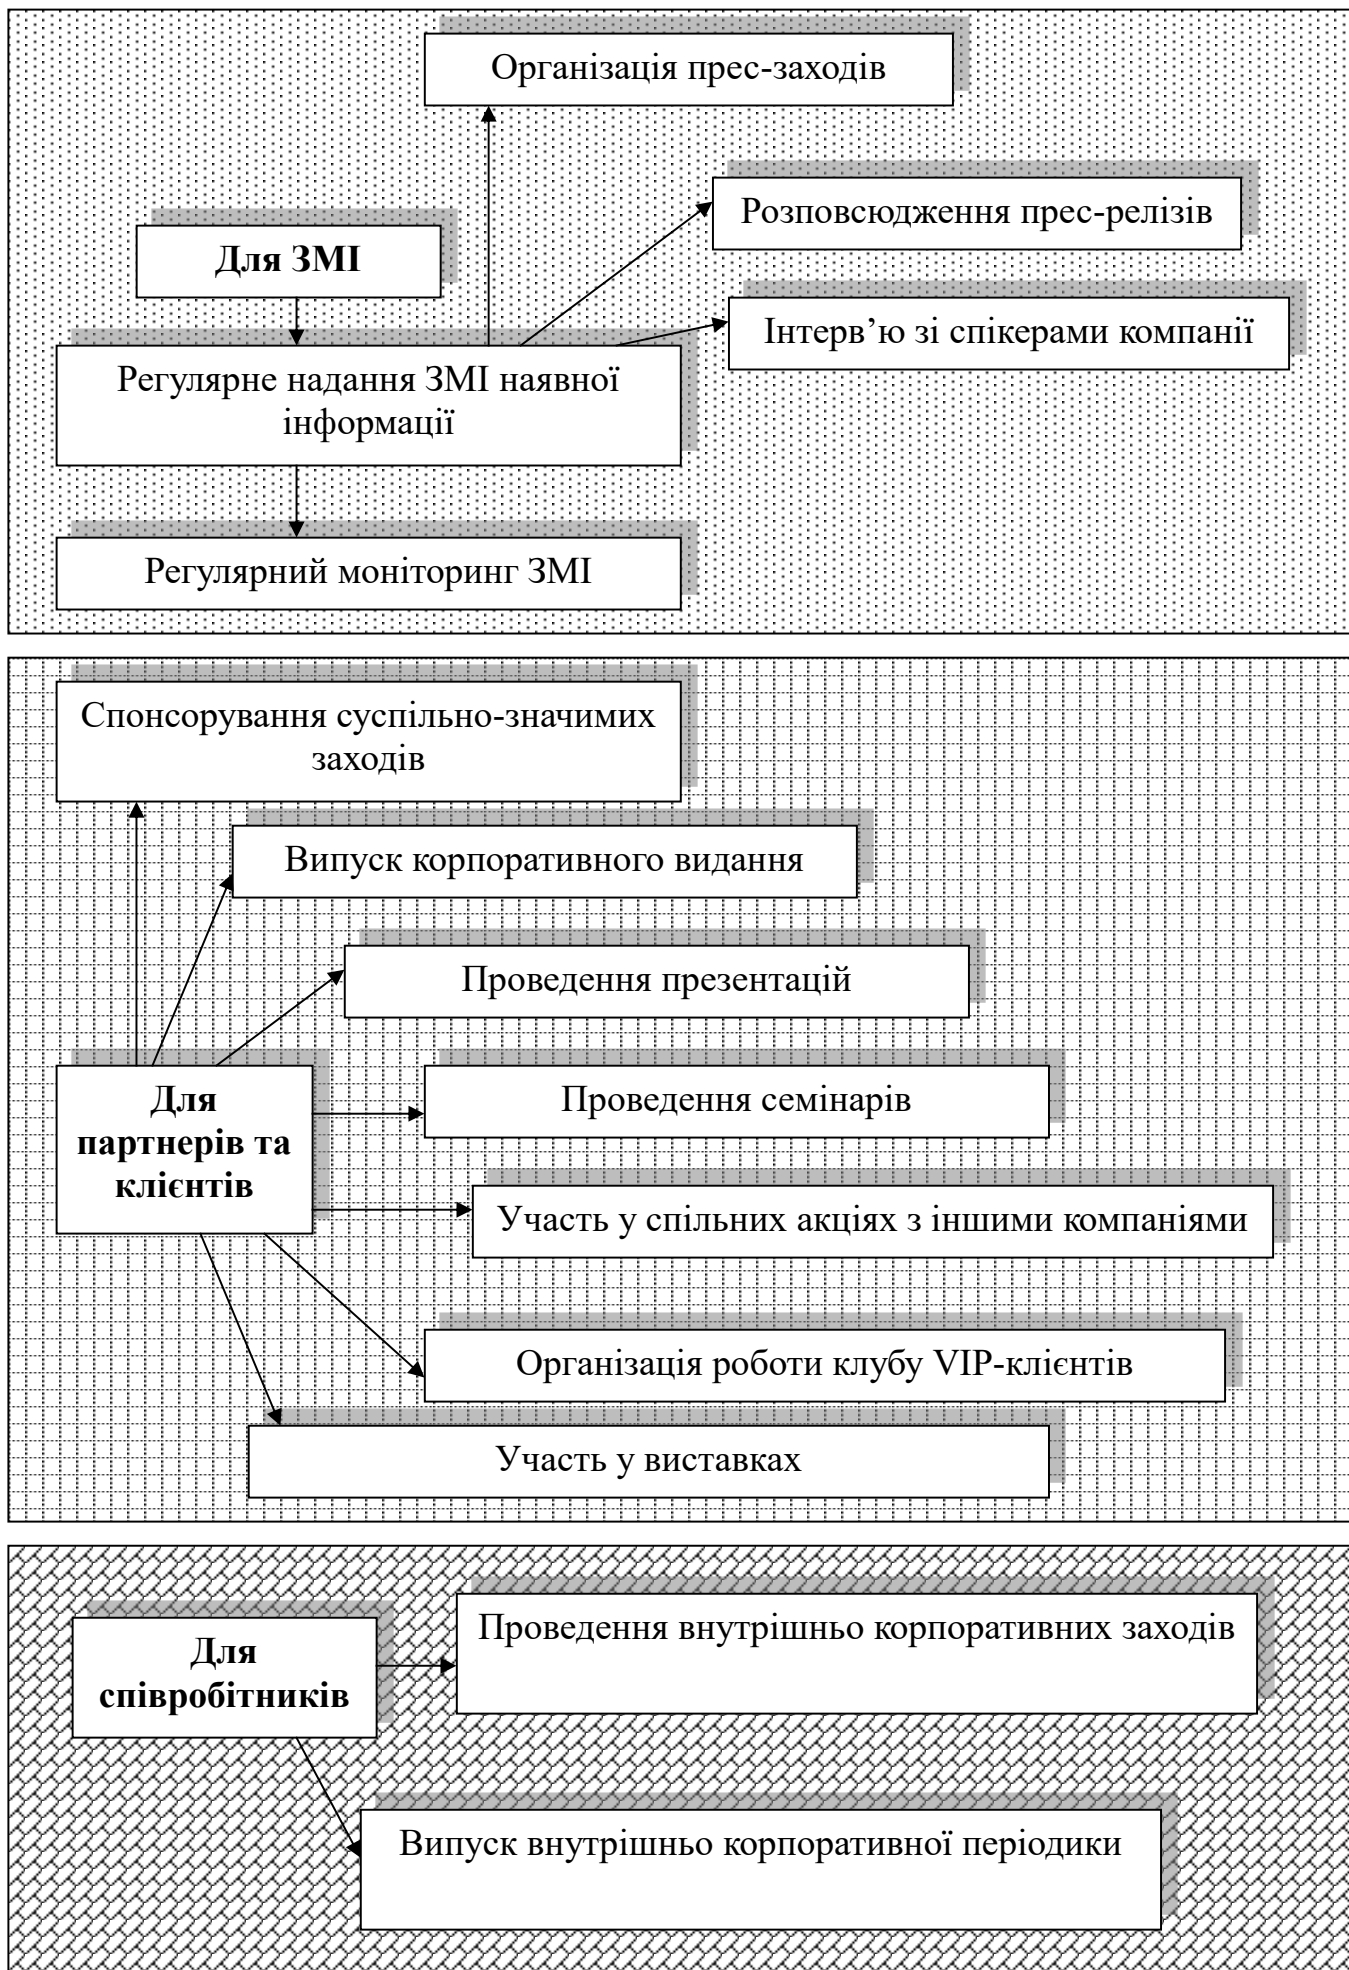 Організація прес-заходів
Розповсюдження прес-релізів
Для ЗМІ
Інтерв’ю зі спікерами компанії
Регулярне надання ЗМІ наявної
інформації
Регулярний моніторинг ЗМІ
Спонсорування суспільно-значимих
заходів
Випуск корпоративного видання
Проведення презентацій
Для
партнерів та
клієнтів
Проведення семінарів
Участь у спільних акціях з іншими компаніями
Організація роботи клубу VIP-клієнтів
Участь у виставках
Для
співробітників
Проведення внутрішньо корпоративних заходів
Випуск внутрішньо корпоративної періодики